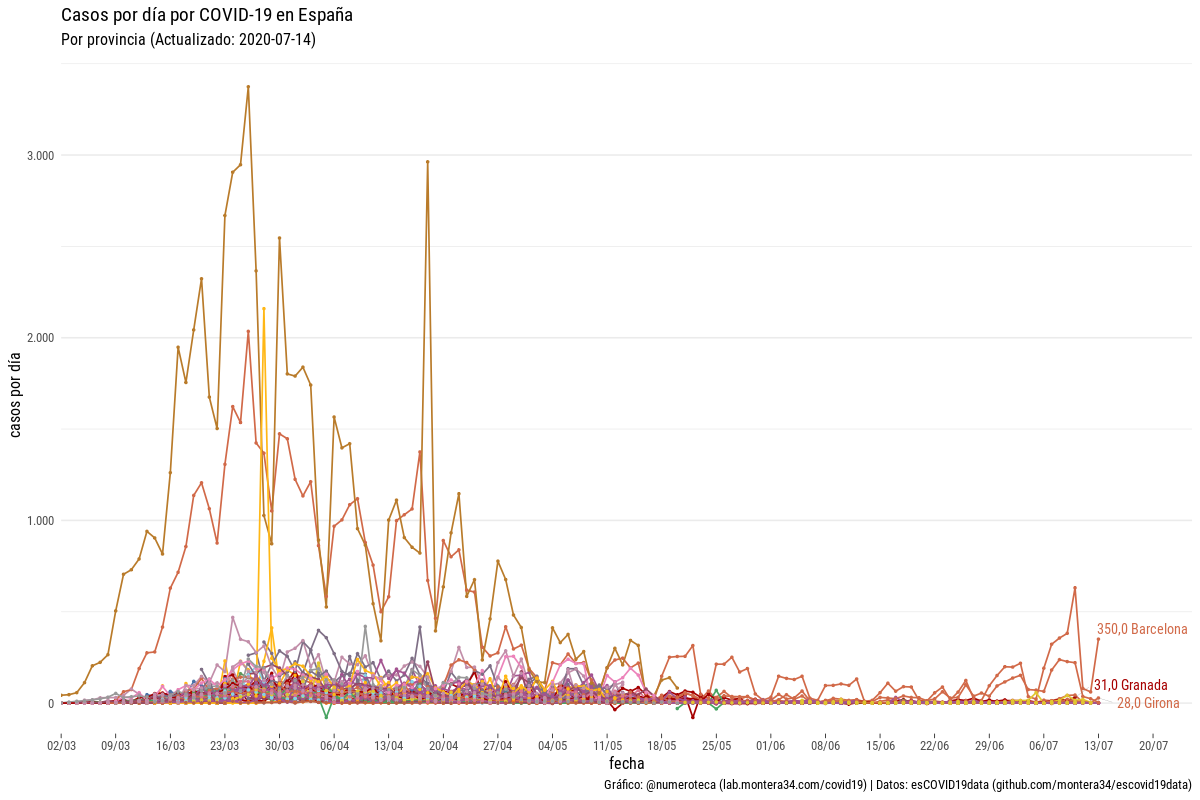 Casos por día por COVID-19 en España
Por provincia (Actualizado: 2020-07-14)
casos por día
3.000
2.000
1.000
0
350,0 Barcelona
31,0 Granada
28,0 Girona
02/03 09/03 16/03 23/03 30/03 6/04 13/04 20/04 27/04 04/05 11/05 18/05 25/05 01/06 08/06 15/06 22/06 29/06 06/07 13/07 20/07
fecha
Gráfico: @numeroteca (lab.montera34.com/covid19) | Datos: esCOVID19data (github.com/montera34/escovid19data)